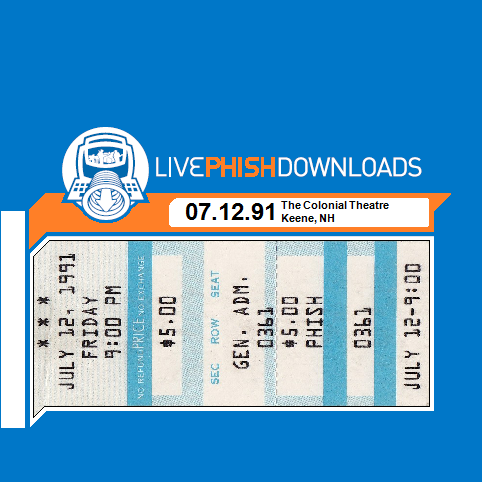 LIVEPHISHDOWNLOADS
07.12.91
The Colonial Theatre
Keene, NH
* * *
JULY 12, 1991
FRIDAY
9:00 PM
NO REFUND PRICE NO EXCHANGE
$5.00
SEC ROW SEAT
GEN. ADM.
0361
$5.00
PHISH
0361
JULY 12-9:00